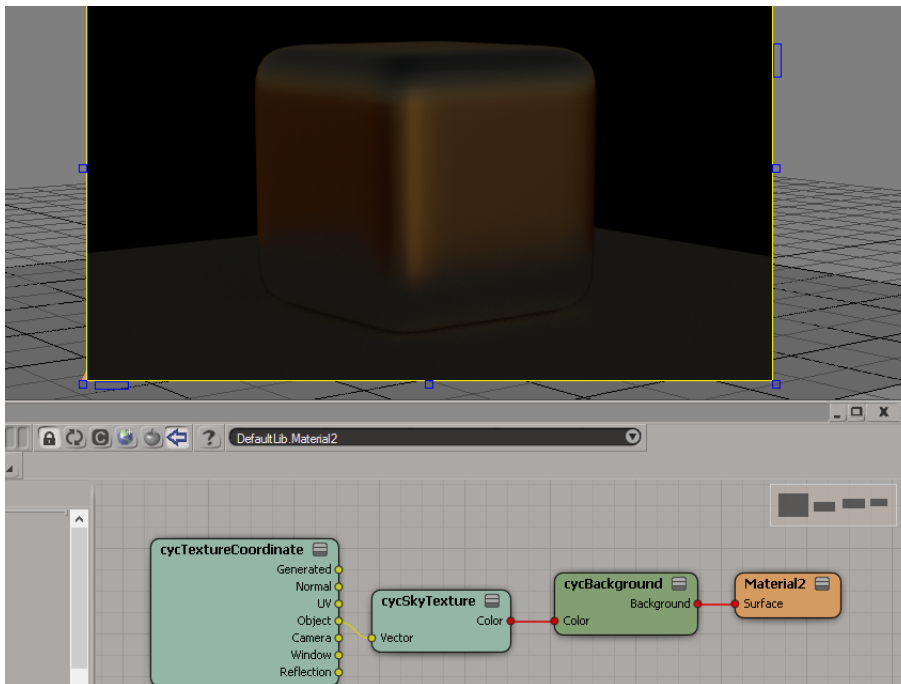 DefaultLib.Material2
cycTextureCoordinate
Generated
Normal
UV
Object
Camera
Window
Reflection
cycSkyTexture
Color
Vector
cycBackground
Background
Color
Material2
Surface